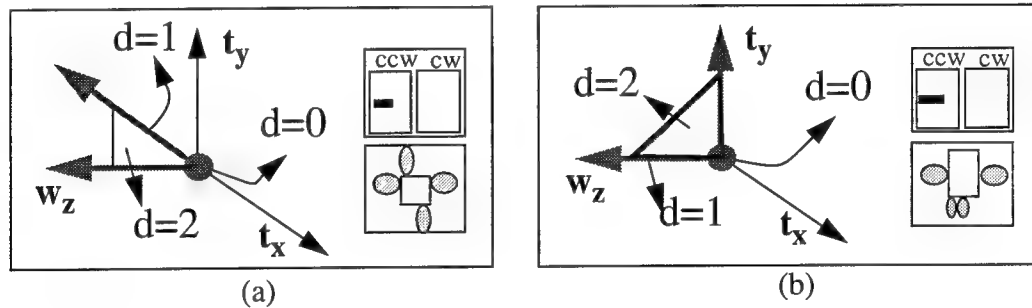 d=1
t_y
d=0
w_z
d=2
t_x
CCW CW
(a)
t_y
d=2
d=0
w_z
d=1
t_x
CCW CW
(b)